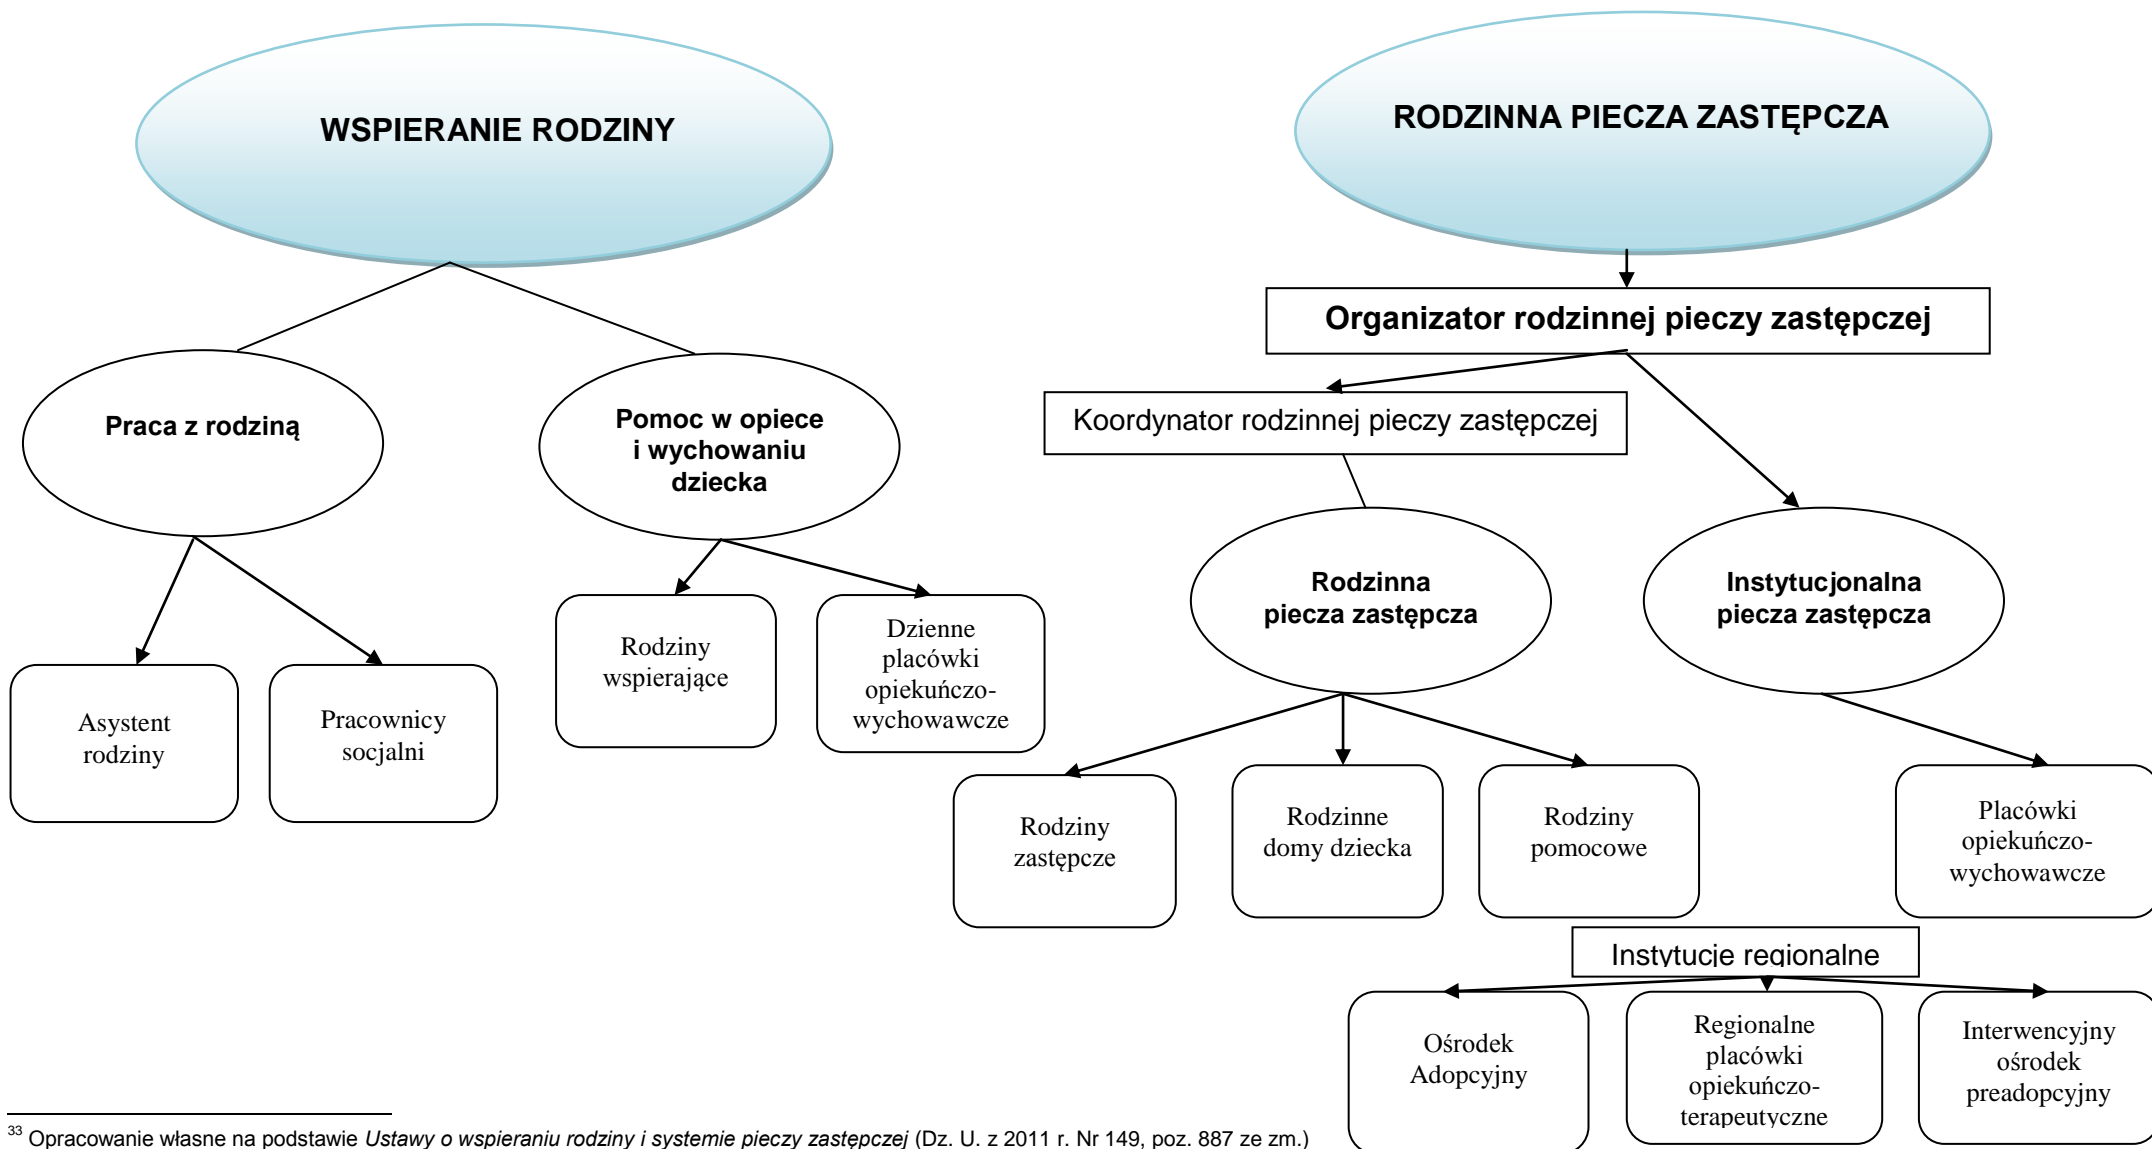 WSPIERANIE RODZINY
RODZINNA PIECZA ZASTĘPCZA
Organizator rodzinnej pieczy zastępczej
Koordynator rodzinnej pieczy zastępczej
Praca z rodziną
Pomoc w opiece
i wychowaniu
dziecka
Rodzinna
piecza zastępcza
Instytucjonalna
piecza zastępcza
Asystent
rodziny
Pracownicy
socjalni
Rodziny
wspierające
Dzienne
placówki
opiekuńczo-
wychowawcze
Rodziny
zastępcze
Rodzinne
domy dziecka
Rodziny
pomocowe
Placówki
opiekuńczo-
wychowawcze
Instytucje regionalne
Ośrodek
Adopcyjny
Regionalne
placówki
opiekuńczo-
terapeutyczne
Interwencyjny
ośrodek
preadopcyjny
33 Opracowanie własne na podstawie Ustawy o wspieraniu rodziny i systemie pieczy zastępczej (Dz. U. z 2011 r. Nr 149, poz. 887 ze zm.)